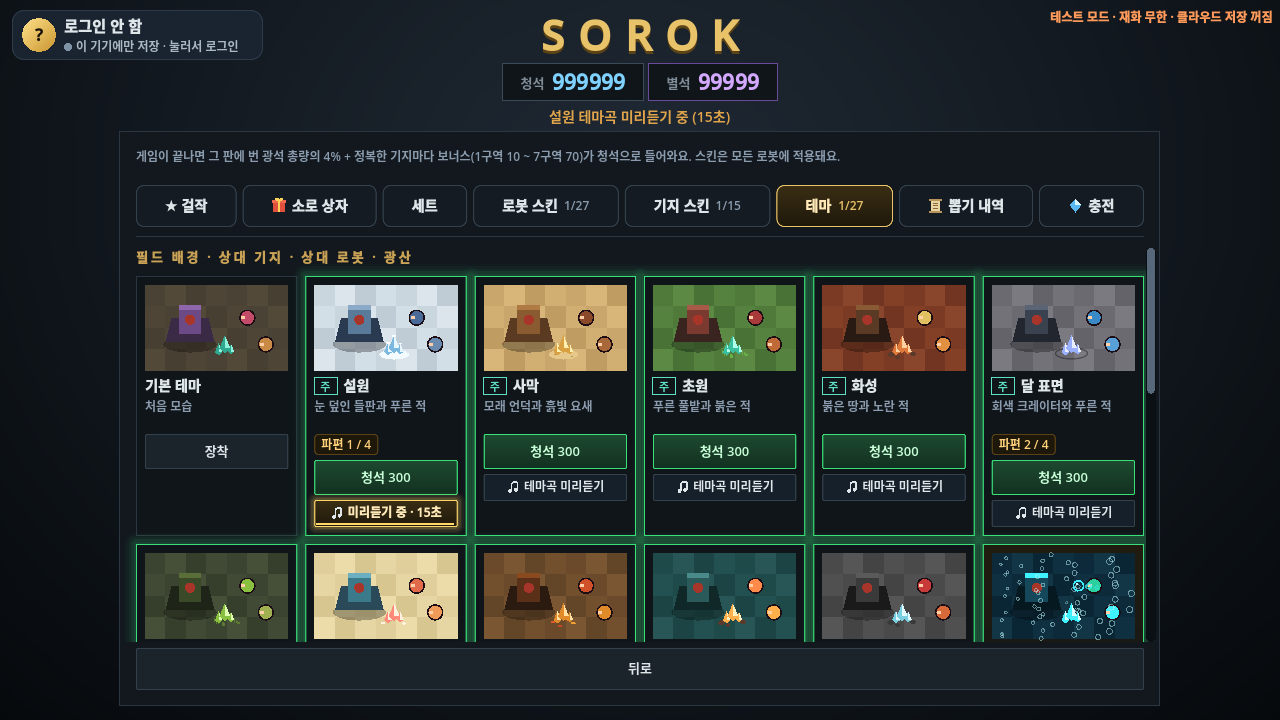 ?
로그인 안 함
이 기기에만 저장 · 눌러서 로그인
SOROK
테스트 모드 · 재화 무한 · 클라우드 저장 꺼짐
청석 999999
별석 99999
설원 테마곡 미리듣기 중 (15초)
게임이 끝나면 그 판에 번 광석 총량의 4% + 정복한 기지마다 보너스(1구역 10 ~ 7구역 70)가 청석으로 들어와요. 스킨은 모든 로봇에 적용돼요.
★ 걸작
소로 상자
세트
로봇 스킨 1/27
기지 스킨 1/15
테마 1/27
뽑기 내역
충전
필드 배경 · 상대 기지 · 상대 로봇 · 광산
기본 테마
처음 모습
장착
주 설원
눈 덮인 들판과 푸른 적
파편 1 / 4
청석 300
미리듣기 중 · 15초
주 사막
모래 언덕과 흙빛 요새
청석 300
테마곡 미리듣기
주 초원
푸른 풀밭과 붉은 적
청석 300
테마곡 미리듣기
주 화성
붉은 땅과 노란 적
청석 300
테마곡 미리듣기
주 달 표면
회색 크레이터와 푸른 적
파편 2 / 4
청석 300
테마곡 미리듣기
뒤로